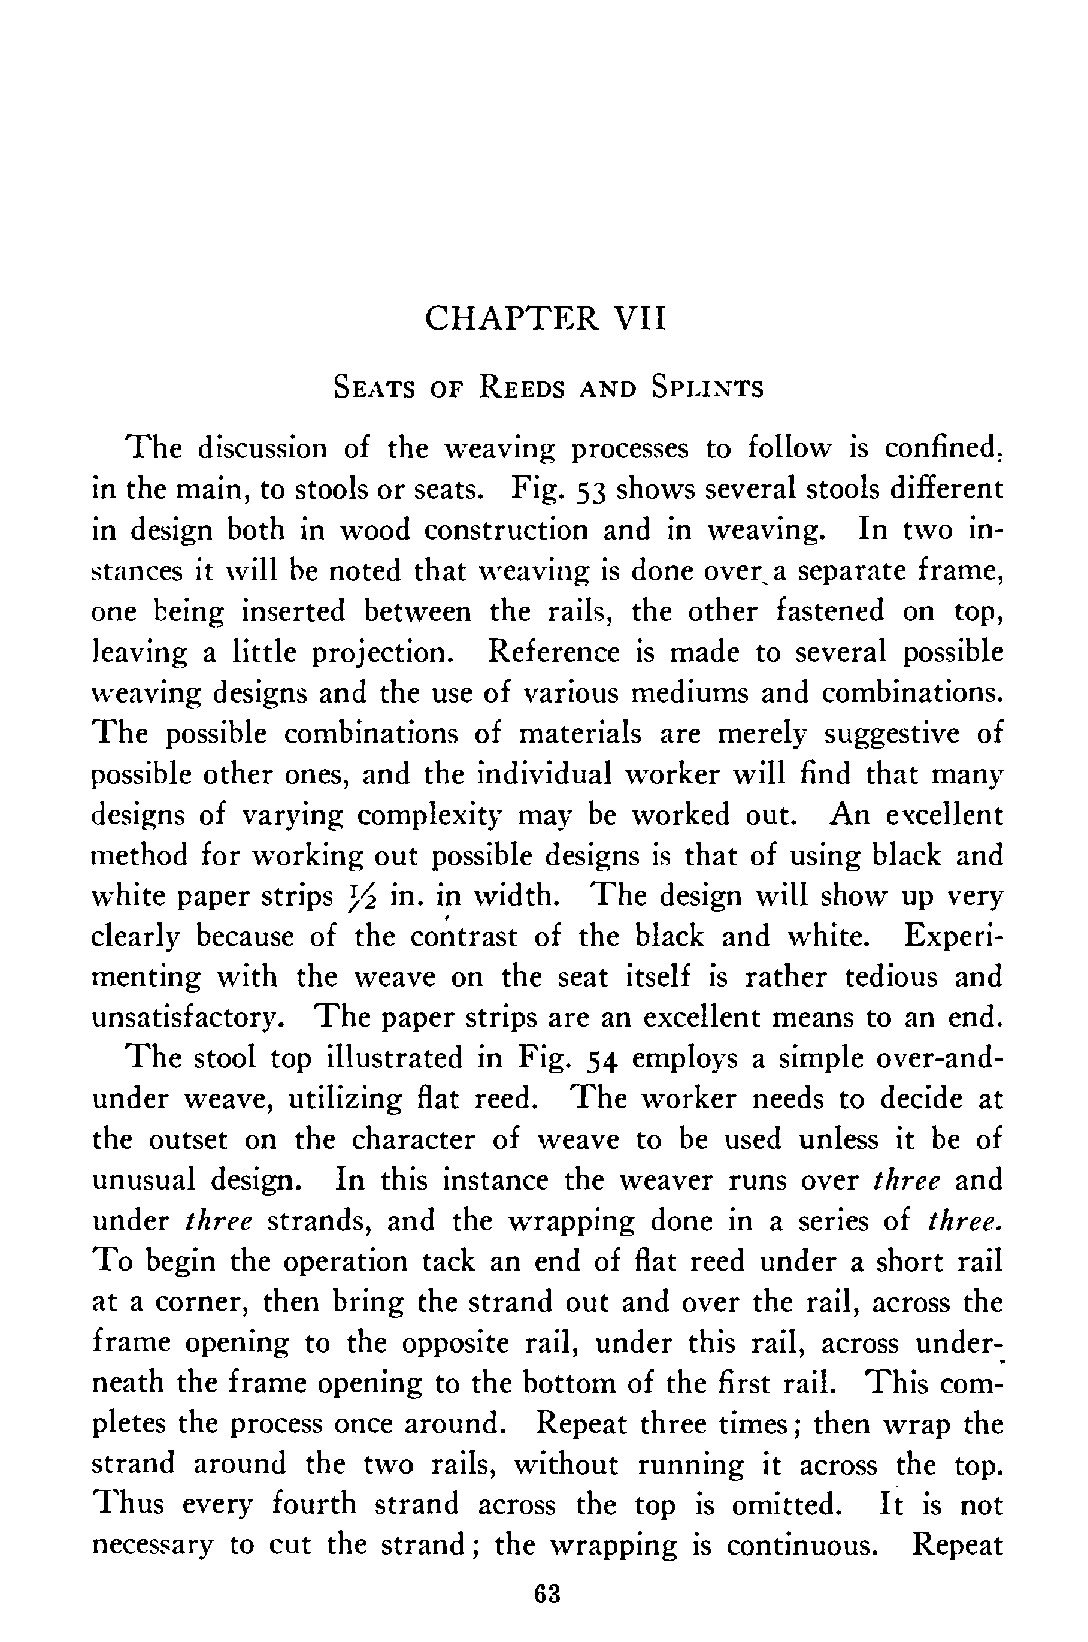 CHAPTER VII
Seats of Reeds and Splints
The discussion of the weaving processes to follow is confined,
in the main, to stools or seats. Fig. 53 shows several stools different
in design both in wood construction and in weaving. In two in-
stances it will be noted that weaving is done over a separate frame,
one being inserted between the rails, the other fastened on top,
leaving a little projection. Reference is made to several possible
weaving designs and the use of various mediums and combinations.
The possible combinations of materials are merely suggestive of
possible other ones, and the individual worker will find that many
designs of varying complexity may be worked out. An excellent
method for working out possible designs is that of using black and
white paper strips ½ in. in width. The design will show up very
clearly because of the contrast of the black and white. Experi-
menting with the weave on the seat itself is rather tedious and
unsatisfactory. The paper strips are an excellent means to an end.
The stool top illustrated in Fig. 54 employs a simple over-and-
under weave, utilizing flat reed. The worker needs to decide at
the outset on the character of weave to be used unless it be of
unusual design. In this instance the weaver runs over three and
under three strands, and the wrapping done in a series of three.
To begin the operation tack an end of flat reed under a short rail
at a corner, then bring the strand out and over the rail, across the
frame opening to the opposite rail, under this rail, across under-
neath the frame opening to the bottom of the first rail. This com-
pletes the process once around. Repeat three times; then wrap the
strand around the two rails, without running it across the top.
Thus every fourth strand across the top is omitted. It is not
necessary to cut the strand; the wrapping is continuous. Repeat
63